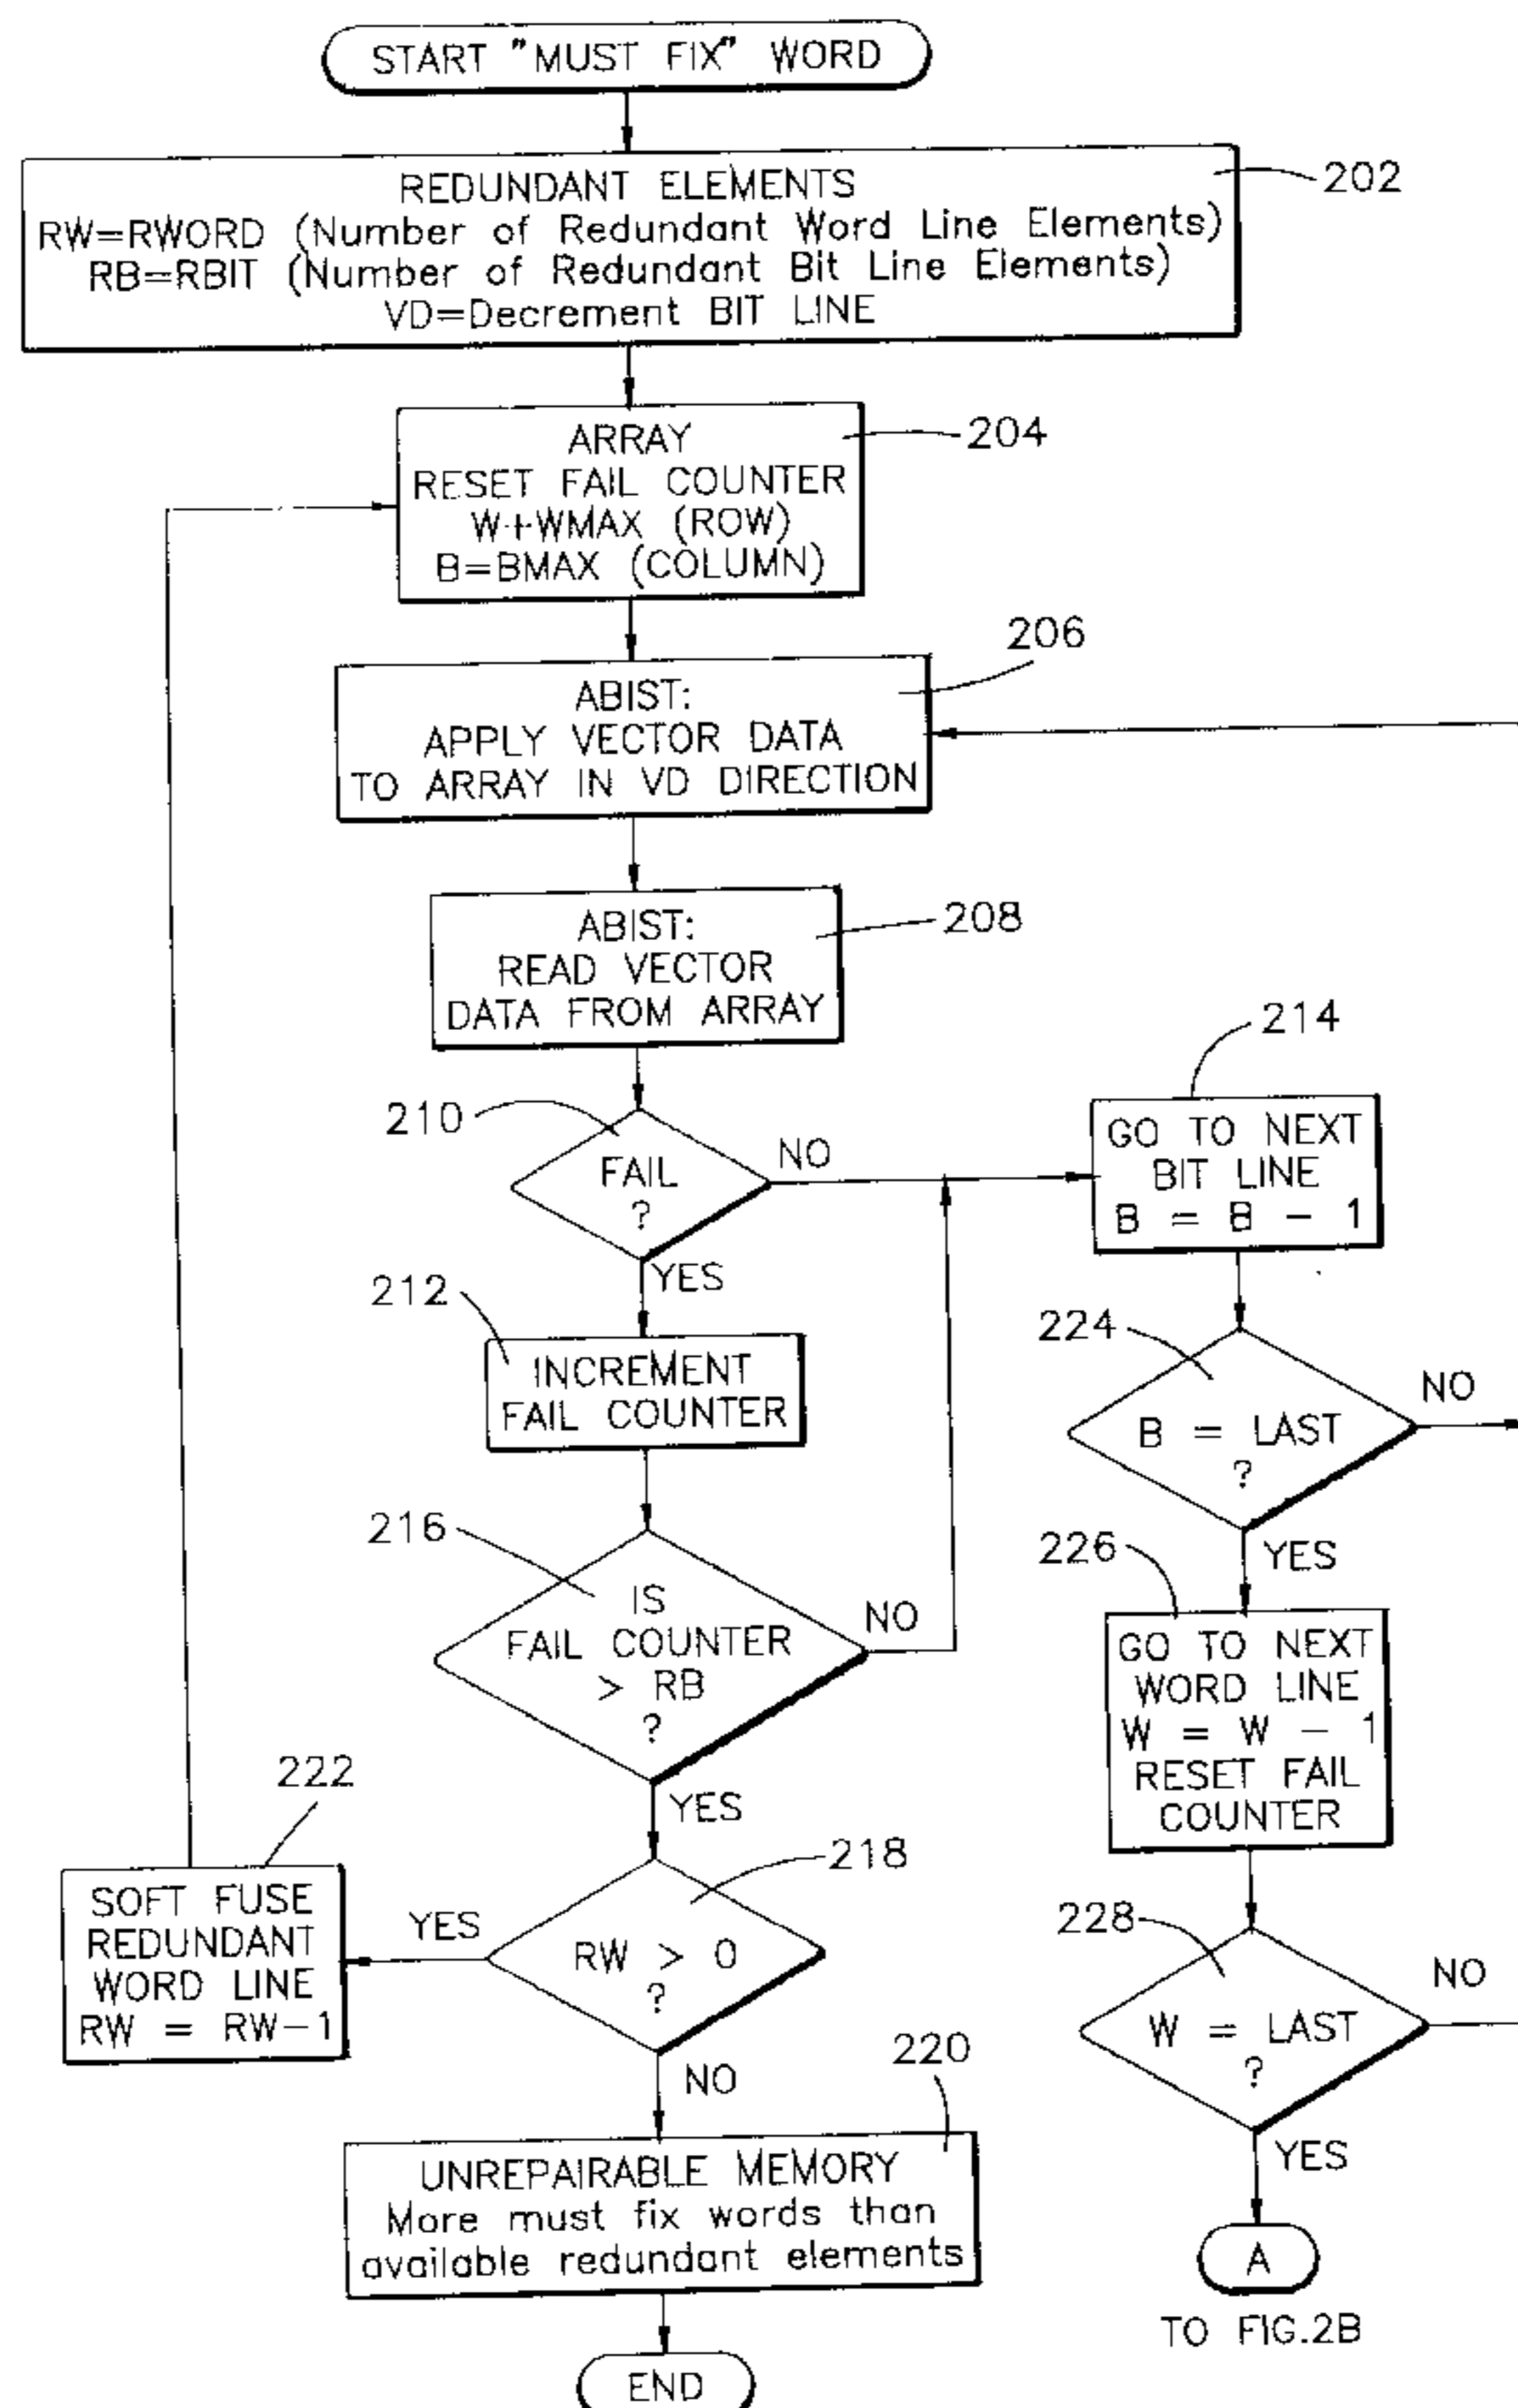 START "MUST FIX" WORD
REDUNDANT ELEMENTS
RW=RWORD (Number of Redundant Word Line Elements)
RB=RBIT (Number of Redundant Bit Line Elements)
VD=Decrement BIT LINE
202
ARRAY
RESET FAIL COUNTER
W+WMAX (ROW)
B=BMAX (COLUMN)
204
206
ABIST:
APPLY VECTOR DATA
TO ARRAY IN VD DIRECTION
ABIST:
READ VECTOR
DATA FROM ARRAY
208
210
FAIL
?
NO
YES
214
GO TO NEXT
BIT LINE
B = B - 1
212
INCREMENT
FAIL COUNTER
224
B = LAST
?
NO
YES
216
IS
FAIL COUNTER
> RB
?
NO
YES
226
GO TO NEXT
WORD LINE
W = W - 1
RESET FAIL
COUNTER
222
SOFT FUSE
REDUNDANT
WORD LINE
RW = RW-1
YES
218
RW > 0
?
NO
228
W = LAST
?
NO
YES
220
UNREPAIRABLE MEMORY
More must fix words than
available redundant elements
END
A
TO FIG.2B